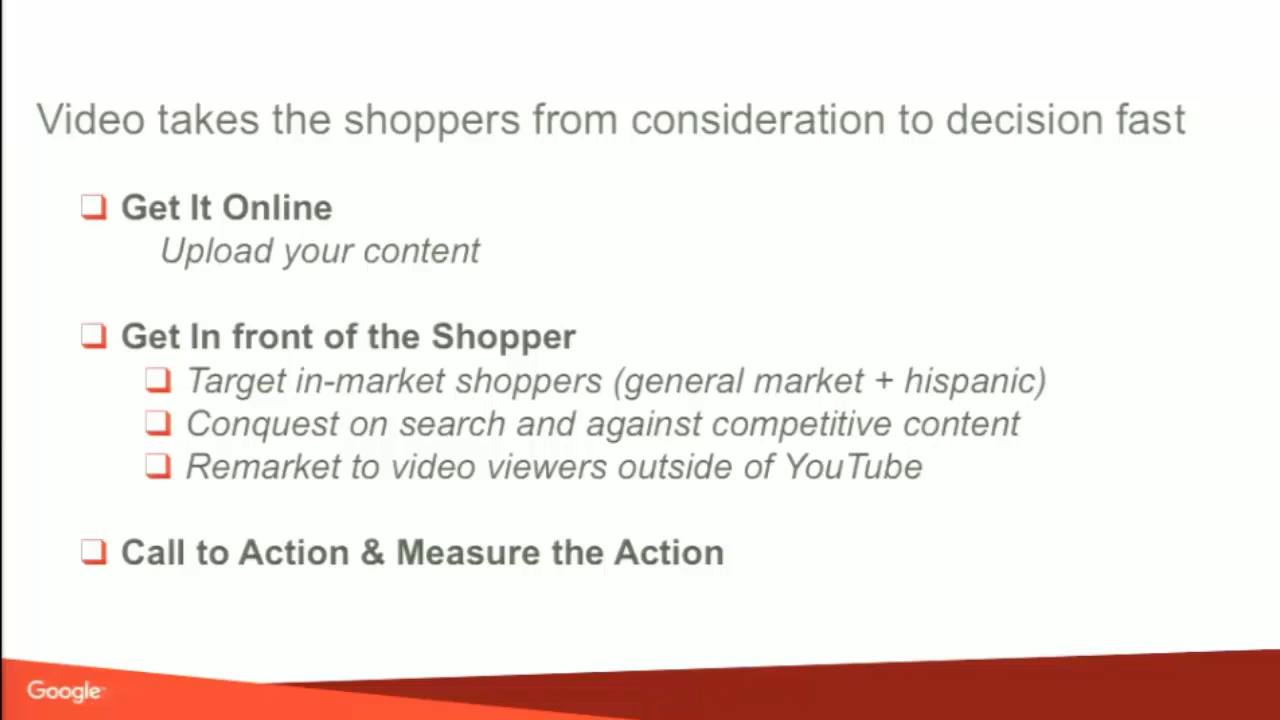 Video takes the shoppers from consideration to decision fast
Get It Online
Upload your content
Get In front of the Shopper
Target in-market shoppers (general market + hispanic)
Conquest on search and against competitive content
Remarket to video viewers outside of YouTube
Call to Action & Measure the Action
Google